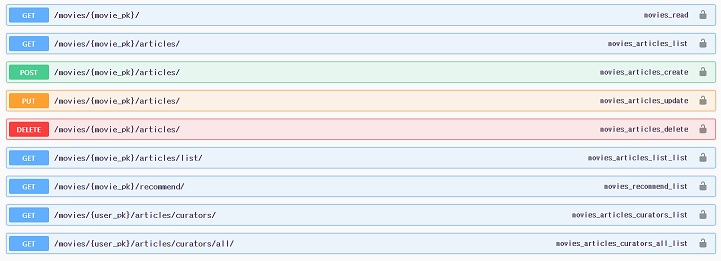 GET /movies/{movie_pk}/ movies_read
GET /movies/{movie_pk}/articles/ movies_articles_list
POST /movies/{movie_pk}/articles/ movies_articles_create
PUT /movies/{movie_pk}/articles/ movies_articles_update
DELETE /movies/{movie_pk}/articles/ movies_articles_delete
GET /movies/{movie_pk}/articles/list/ movies_articles_list_list
GET /movies/{movie_pk}/recommend/ movies_recommend_list
GET /movies/{user_pk}/articles/curators/ movies_articles_curators_list
GET /movies/{user_pk}/articles/curators/all/ movies_articles_curators_all_list